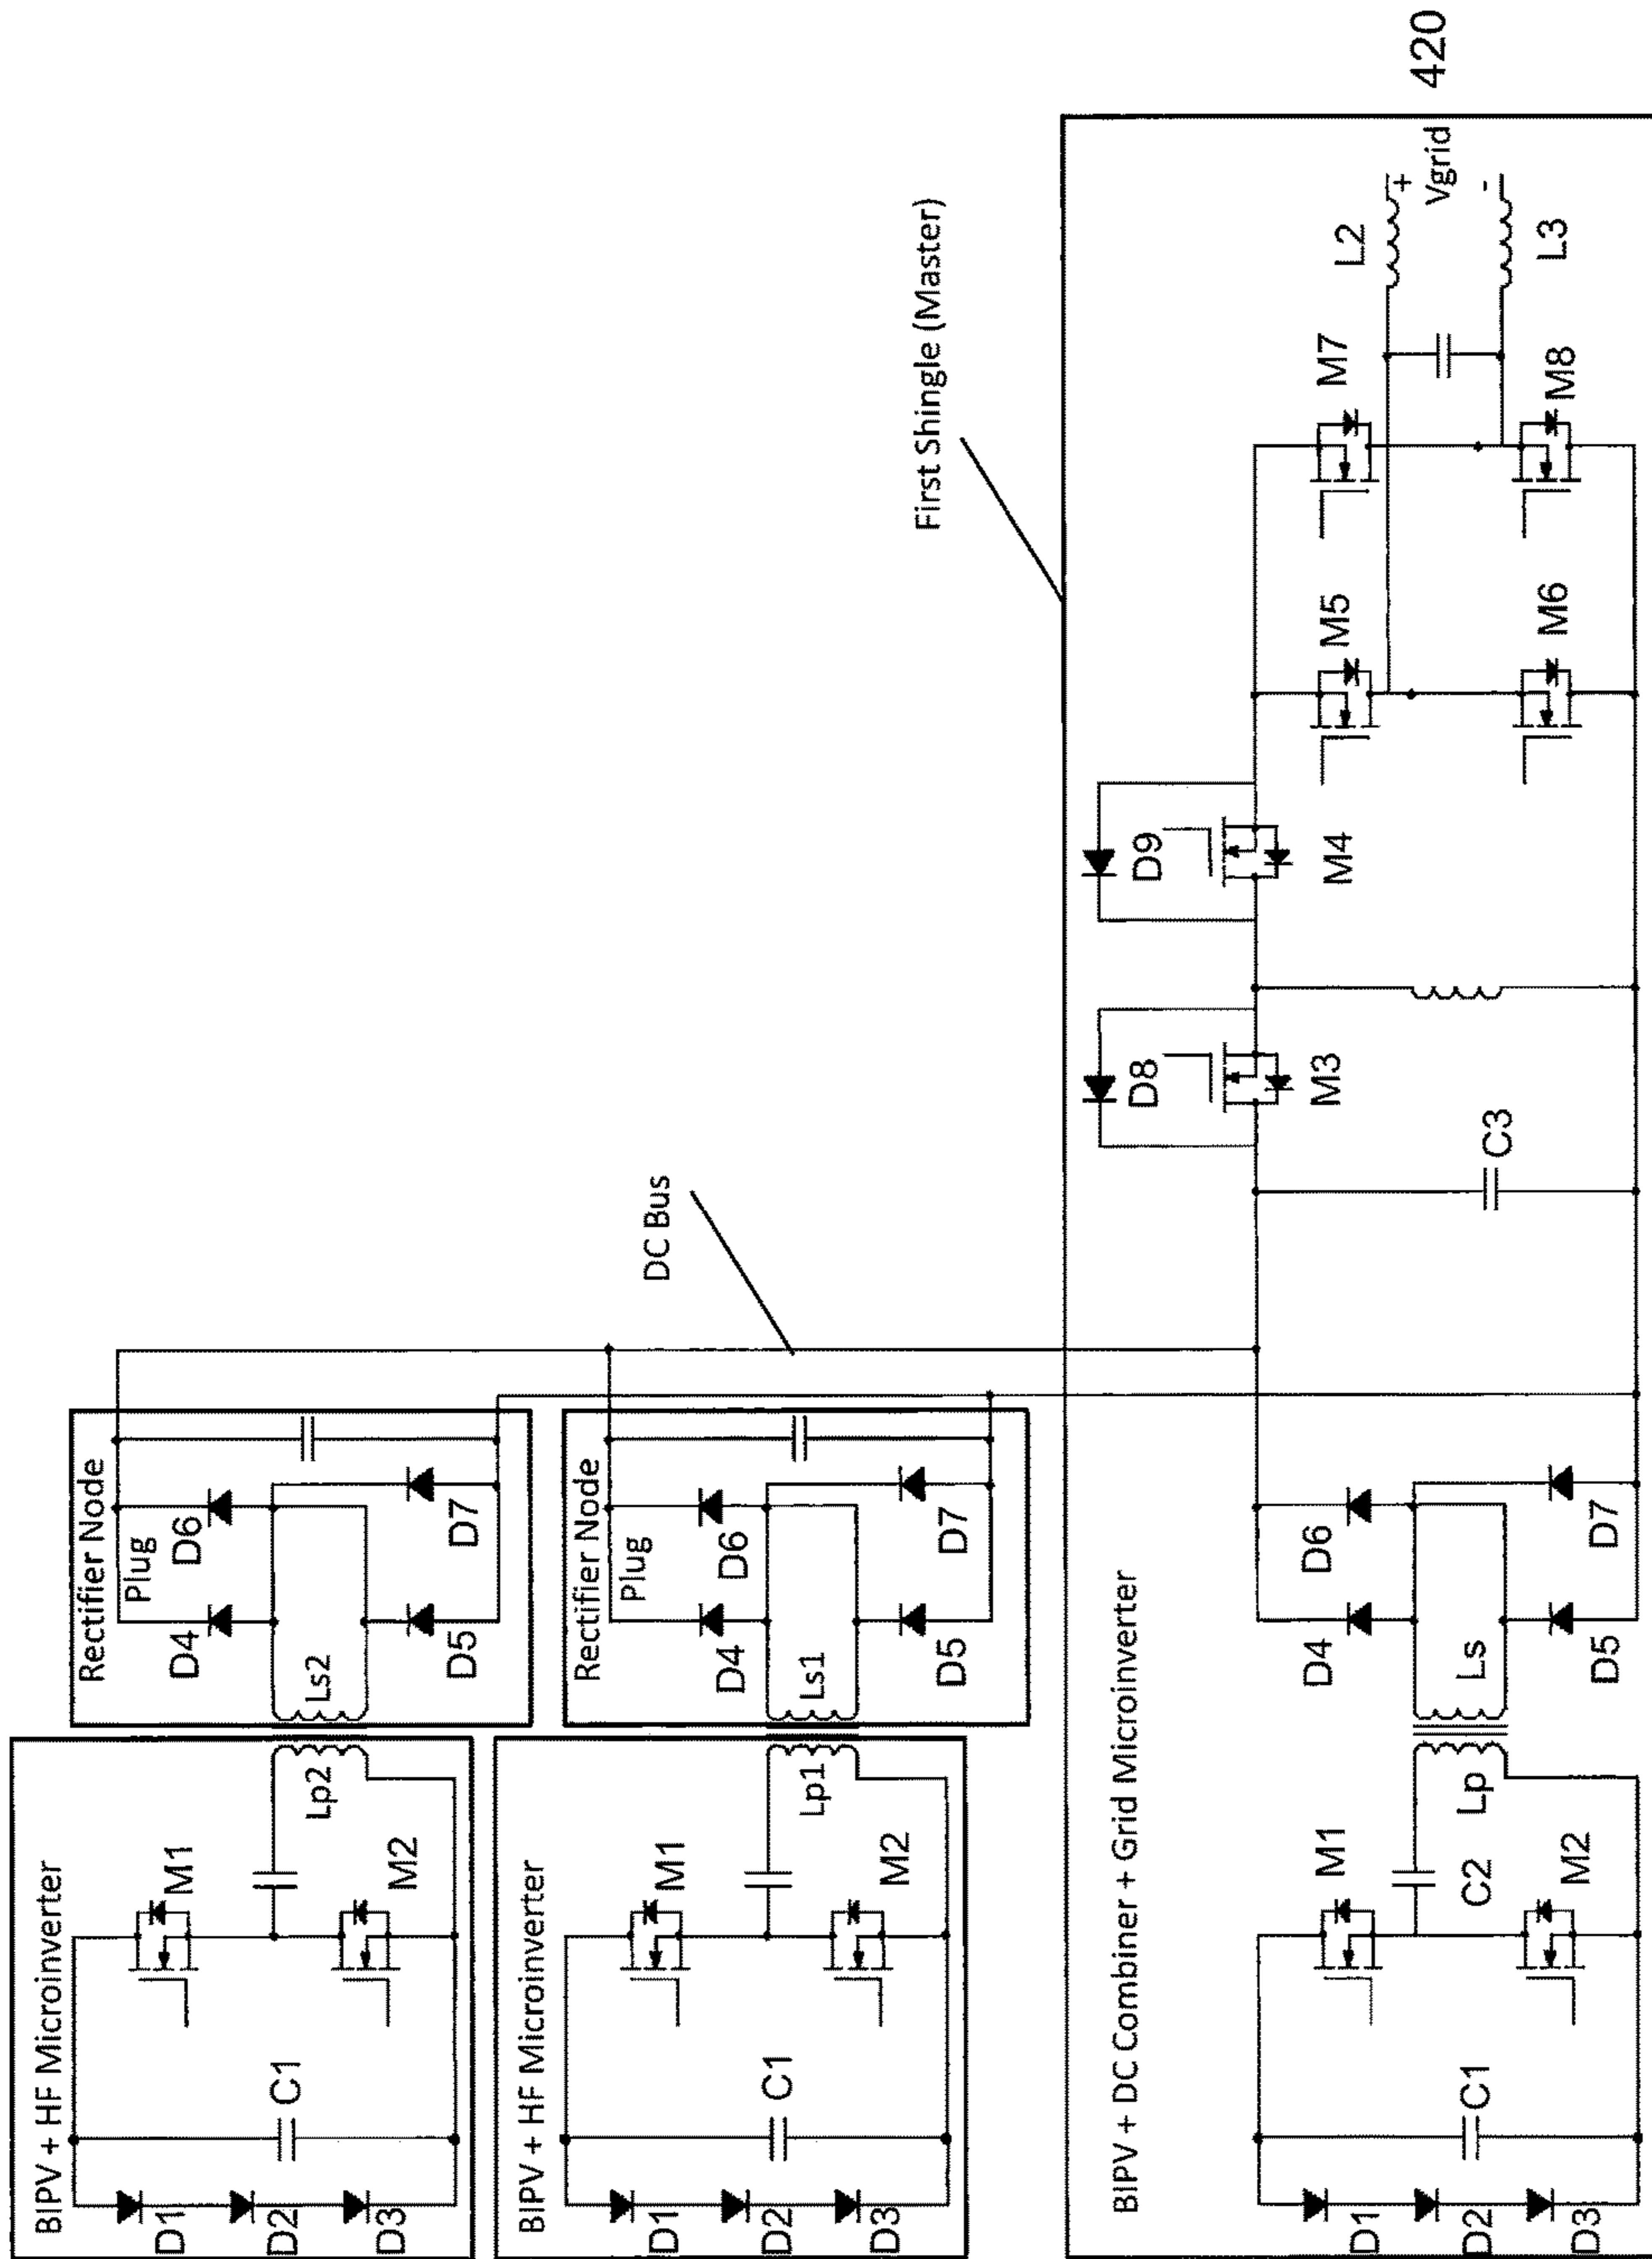 BIPV + HF Microinverter
D1
D2
D3
C1
M1
M2
Lp2
Rectifier Node
Plug
D4
D6
Ls2
D5
D7
BIPV + HF Microinverter
D1
D2
D3
C1
M1
M2
Lp1
Rectifier Node
Plug
D4
D6
Ls1
D5
D7
DC Bus
First Shingle (Master)
420
BIPV + DC Combiner + Grid Microinverter
D1
D2
D3
C1
M1
C2
M2
Lp
Ls
D4
D6
D5
D7
C3
D8
M3
D9
M4
M5
M6
M7
M8
L2
+
Vgrid
-
L3